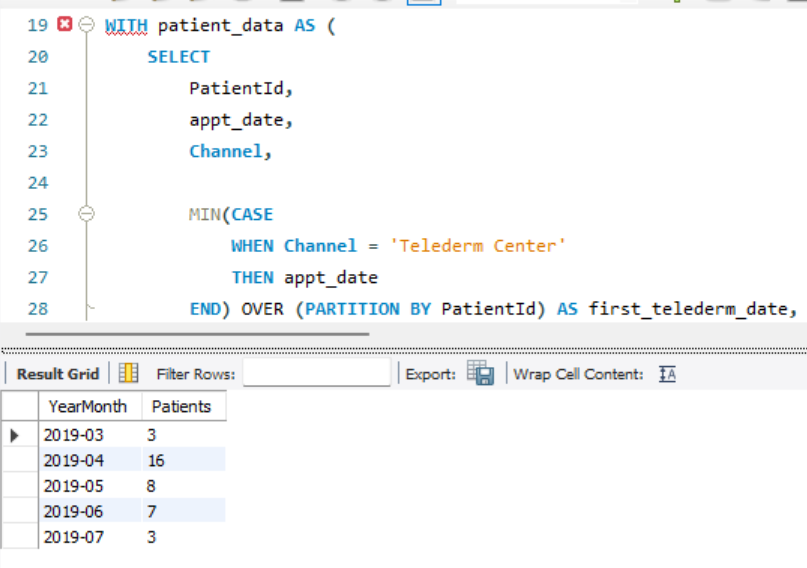 19 WITH patient_data AS (
20 SELECT
21 PatientId,
22 appt_date,
23 Channel,
24
25 MIN(CASE
26 WHEN Channel = 'Telederm Center'
27 THEN appt_date
28 END) OVER (PARTITION BY PatientId) AS first_telederm_date,
Result Grid Filter Rows: Export: Wrap Cell Content: IA
YearMonth Patients
2019-03 3
2019-04 16
2019-05 8
2019-06 7
2019-07 3